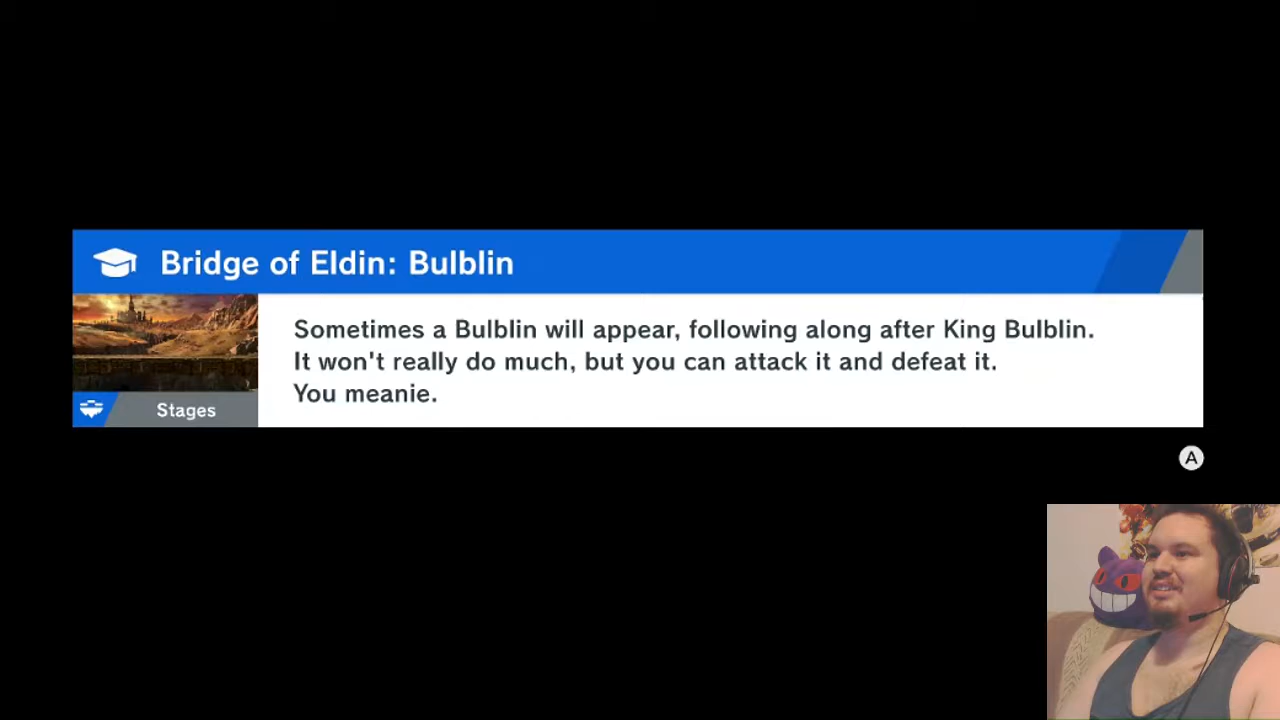 Bridge of Eldin: Bulblin
Sometimes a Bulblin will appear, following along after King Bulblin.
It won't really do much, but you can attack it and defeat it.
You meanie.
Stages
A